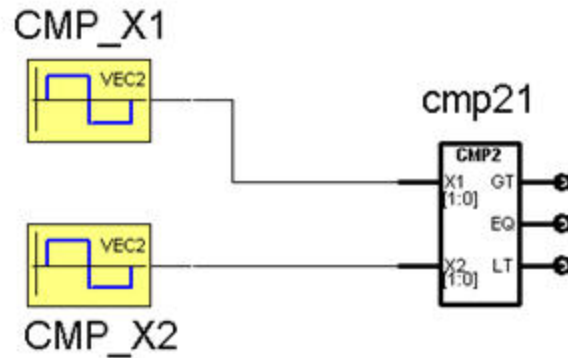 CMP_X1
VEC2
cmp21
CMP2
X1 GT
[1:0]
EQ
X2 LT
[1:0]
VEC2
CMP_X2